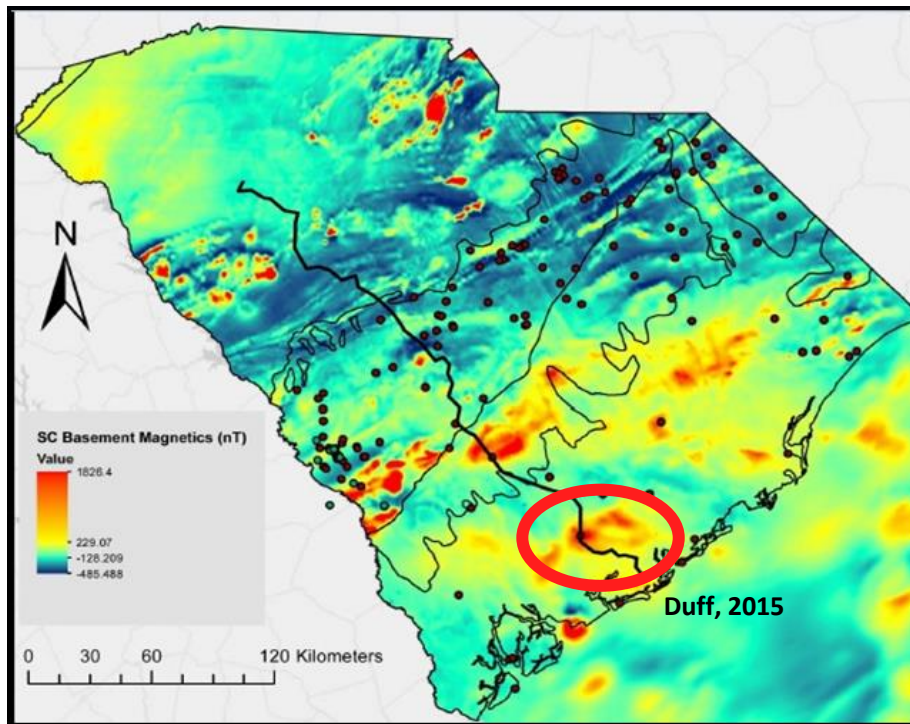 N
SC Basement Magnetics (nT)
Value
1826.4
229.07
-128.209
-485.488
Duff, 2015
0 30 60 120 Kilometers